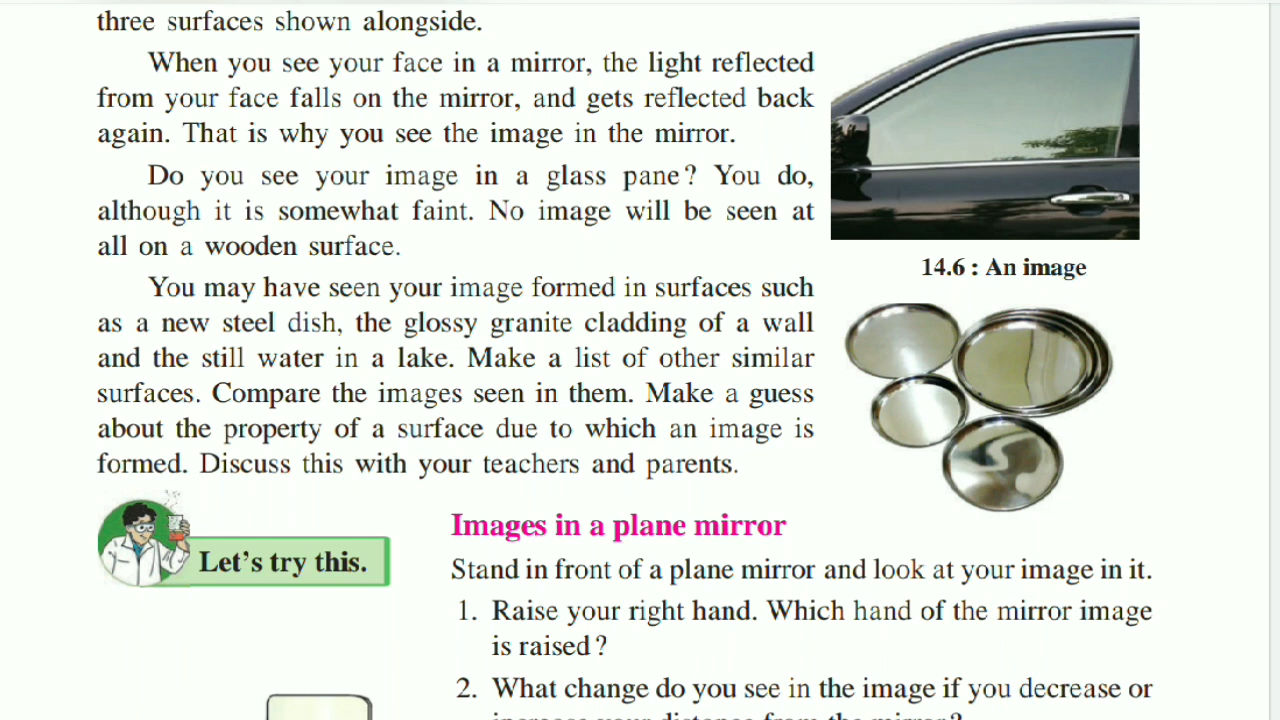 three surfaces shown alongside.
When you see your face in a mirror, the light reflected
from your face falls on the mirror, and gets reflected back
again. That is why you see the image in the mirror.
Do you see your image in a glass pane? You do,
although it is somewhat faint. No image will be seen at
all on a wooden surface.
You may have seen your image formed in surfaces such
as a new steel dish, the glossy granite cladding of a wall
and the still water in a lake. Make a list of other similar
surfaces. Compare the images seen in them. Make a guess
about the property of a surface due to which an image is
formed. Discuss this with your teachers and parents.
14.6 : An image
Let's try this.
Images in a plane mirror
Stand in front of a plane mirror and look at your image in it.
1. Raise your right hand. Which hand of the mirror image
is raised?
2. What change do you see in the image if you decrease or